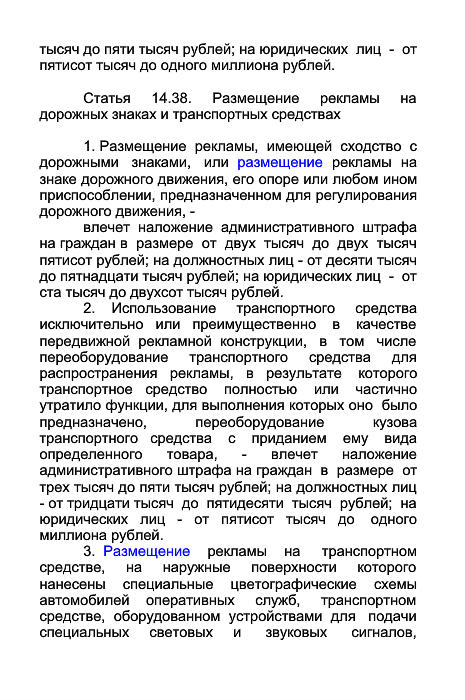 тысяч до пяти тысяч рублей; на юридических лиц - от
пятисот тысяч до одного миллиона рублей.
Статья 14.38. Размещение рекламы на
дорожных знаках и транспортных средствах
1. Размещение рекламы, имеющей сходство с
дорожными знаками, или размещение рекламы на
знаке дорожного движения, его опоре или любом ином
приспособлении, предназначенном для регулирования
дорожного движения, -
влечет наложение административного штрафа
на граждан в размере от двух тысяч до двух тысяч
пятисот рублей; на должностных лиц - от десяти тысяч
до пятнадцати тысяч рублей; на юридических лиц - от
ста тысяч до двухсот тысяч рублей.
2. Использование транспортного средства
исключительно или преимущественно в качестве
передвижной рекламной конструкции, в том числе
переоборудование транспортного средства для
распространения рекламы, в результате которого
транспортное средство полностью или частично
утратило функции, для выполнения которых оно было
предназначено, переоборудование кузова
транспортного средства с приданием ему вида
определенного товара, - влечет наложение
административного штрафа на граждан в размере от
трех тысяч до пяти тысяч рублей; на должностных лиц
- от тридцати тысяч до пятидесяти тысяч рублей; на
юридических лиц - от пятисот тысяч до одного
миллиона рублей.
3. Размещение рекламы на транспортном
средстве, на наружные поверхности которого
нанесены специальные цветографические схемы
автомобилей оперативных служб, транспортном
средстве, оборудованном устройствами для подачи
специальных световых и звуковых сигналов,